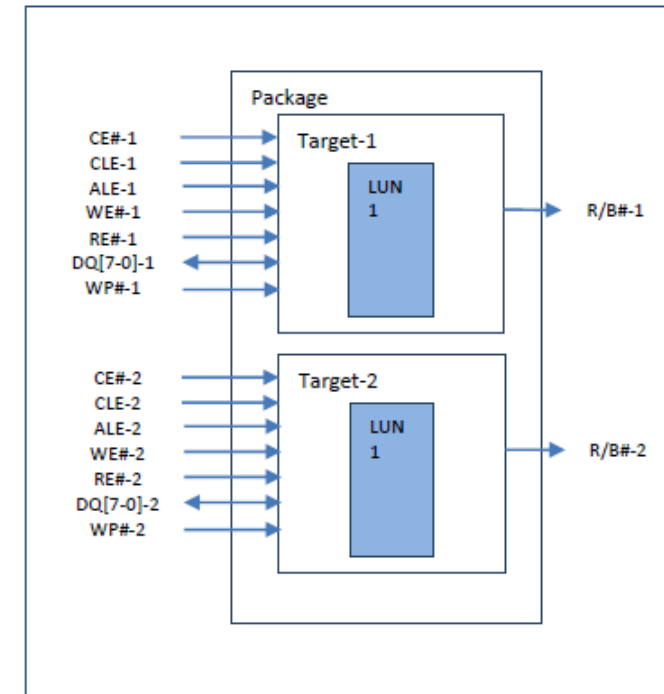 Package
Target-1
CE#-1
CLE-1
ALE-1
WE#-1
RE#-1
DQ[7-0]-1
WP#-1
LUN
1
R/B#-1
Target-2
CE#-2
CLE-2
ALE-2
WE#-2
RE#-2
DQ[7-0]-2
WP#-2
LUN
1
R/B#-2